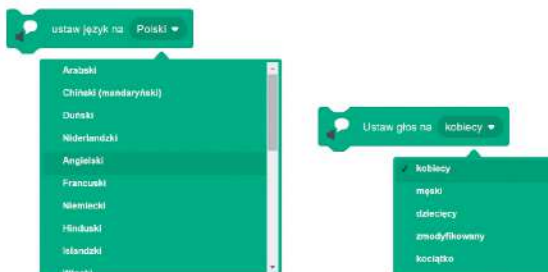 ustaw język na Polski
Arabski
Chiński (mandaryński)
Duński
Niderlandzki
Angielski
Francuski
Niemiecki
Hinduski
Islandzki
Włoski
Ustaw głos na kobiecy
kobiecy
męski
dziecięcy
zmodyfikowany
kociątko